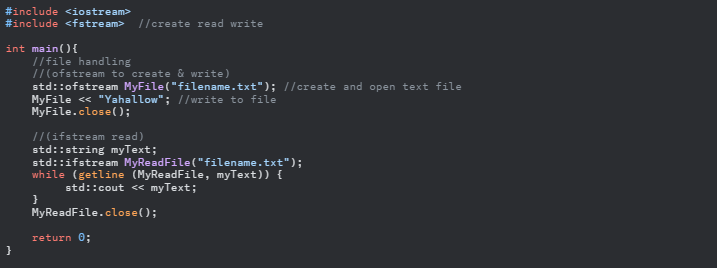 #include <iostream>
#include <fstream>  //create read write

int main(){
    //file handling
    //(ofstream to create & write)
    std::ofstream MyFile("filename.txt"); //create and open text file
    MyFile << "Yahallow"; //write to file
    MyFile.close();

    //(ifstream read)
    std::string myText;
    std::ifstream MyReadFile("filename.txt");
    while (getline (MyReadFile, myText)) {
         std::cout << myText;
    }
    MyReadFile.close();

    return 0;
}